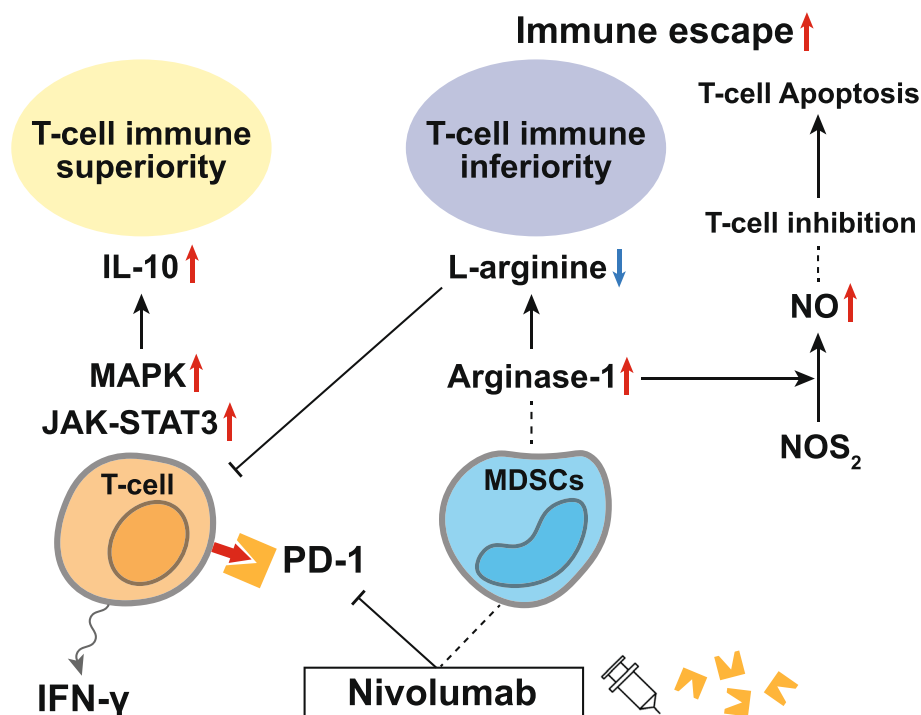 Immune escape
T-cell immune
superiority
T-cell immune
inferiority
T-cell Apoptosis
T-cell inhibition
IL-10
L-arginine
NO
MAPK
Arginase-1
JAK-STAT3
NOS₂
T-cell
MDSCs
PD-1
IFN-γ
Nivolumab